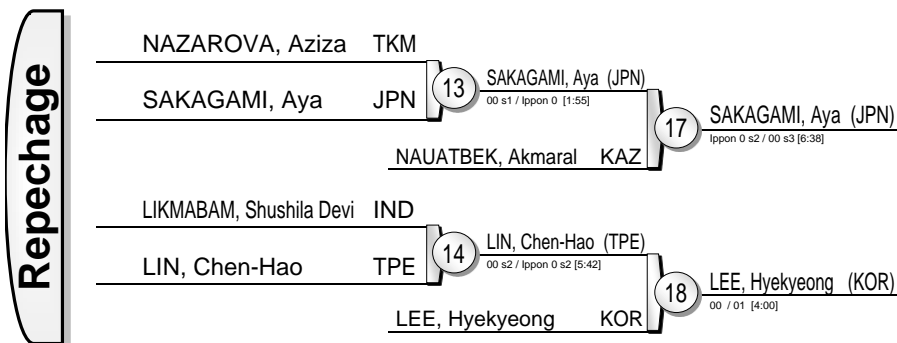 Repechage
NAZAROVA, Aziza TKM
SAKAGAMI, Aya JPN
13
SAKAGAMI, Aya (JPN)
00 s1 / Ippon 0 [1:55]
NAUATBEK, Akmaral KAZ
17
SAKAGAMI, Aya (JPN)
Ippon 0 s2 / 00 s3 [6:38]
LIKMABAM, Shushila Devi IND
LIN, Chen-Hao TPE
14
LIN, Chen-Hao (TPE)
00 s2 / Ippon 0 s2 [5:42]
LEE, Hyekyeong KOR
18
LEE, Hyekyeong (KOR)
00 / 01 [4:00]